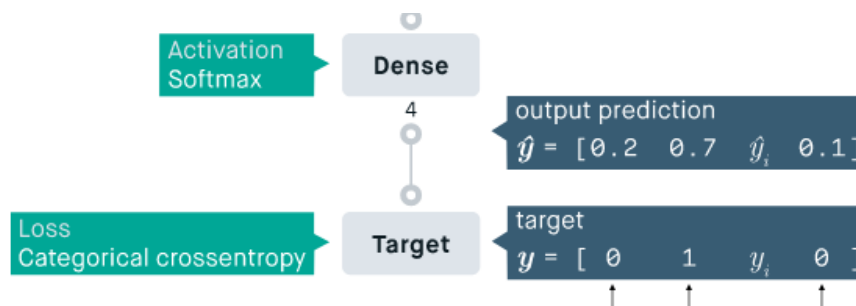 Activation
Softmax
Dense
4
output prediction
ŷ = [0.2 0.7 ŷᵢ 0.1]
Loss
Categorical crossentropy
Target
target
y = [ 0 1 yᵢ 0 ]